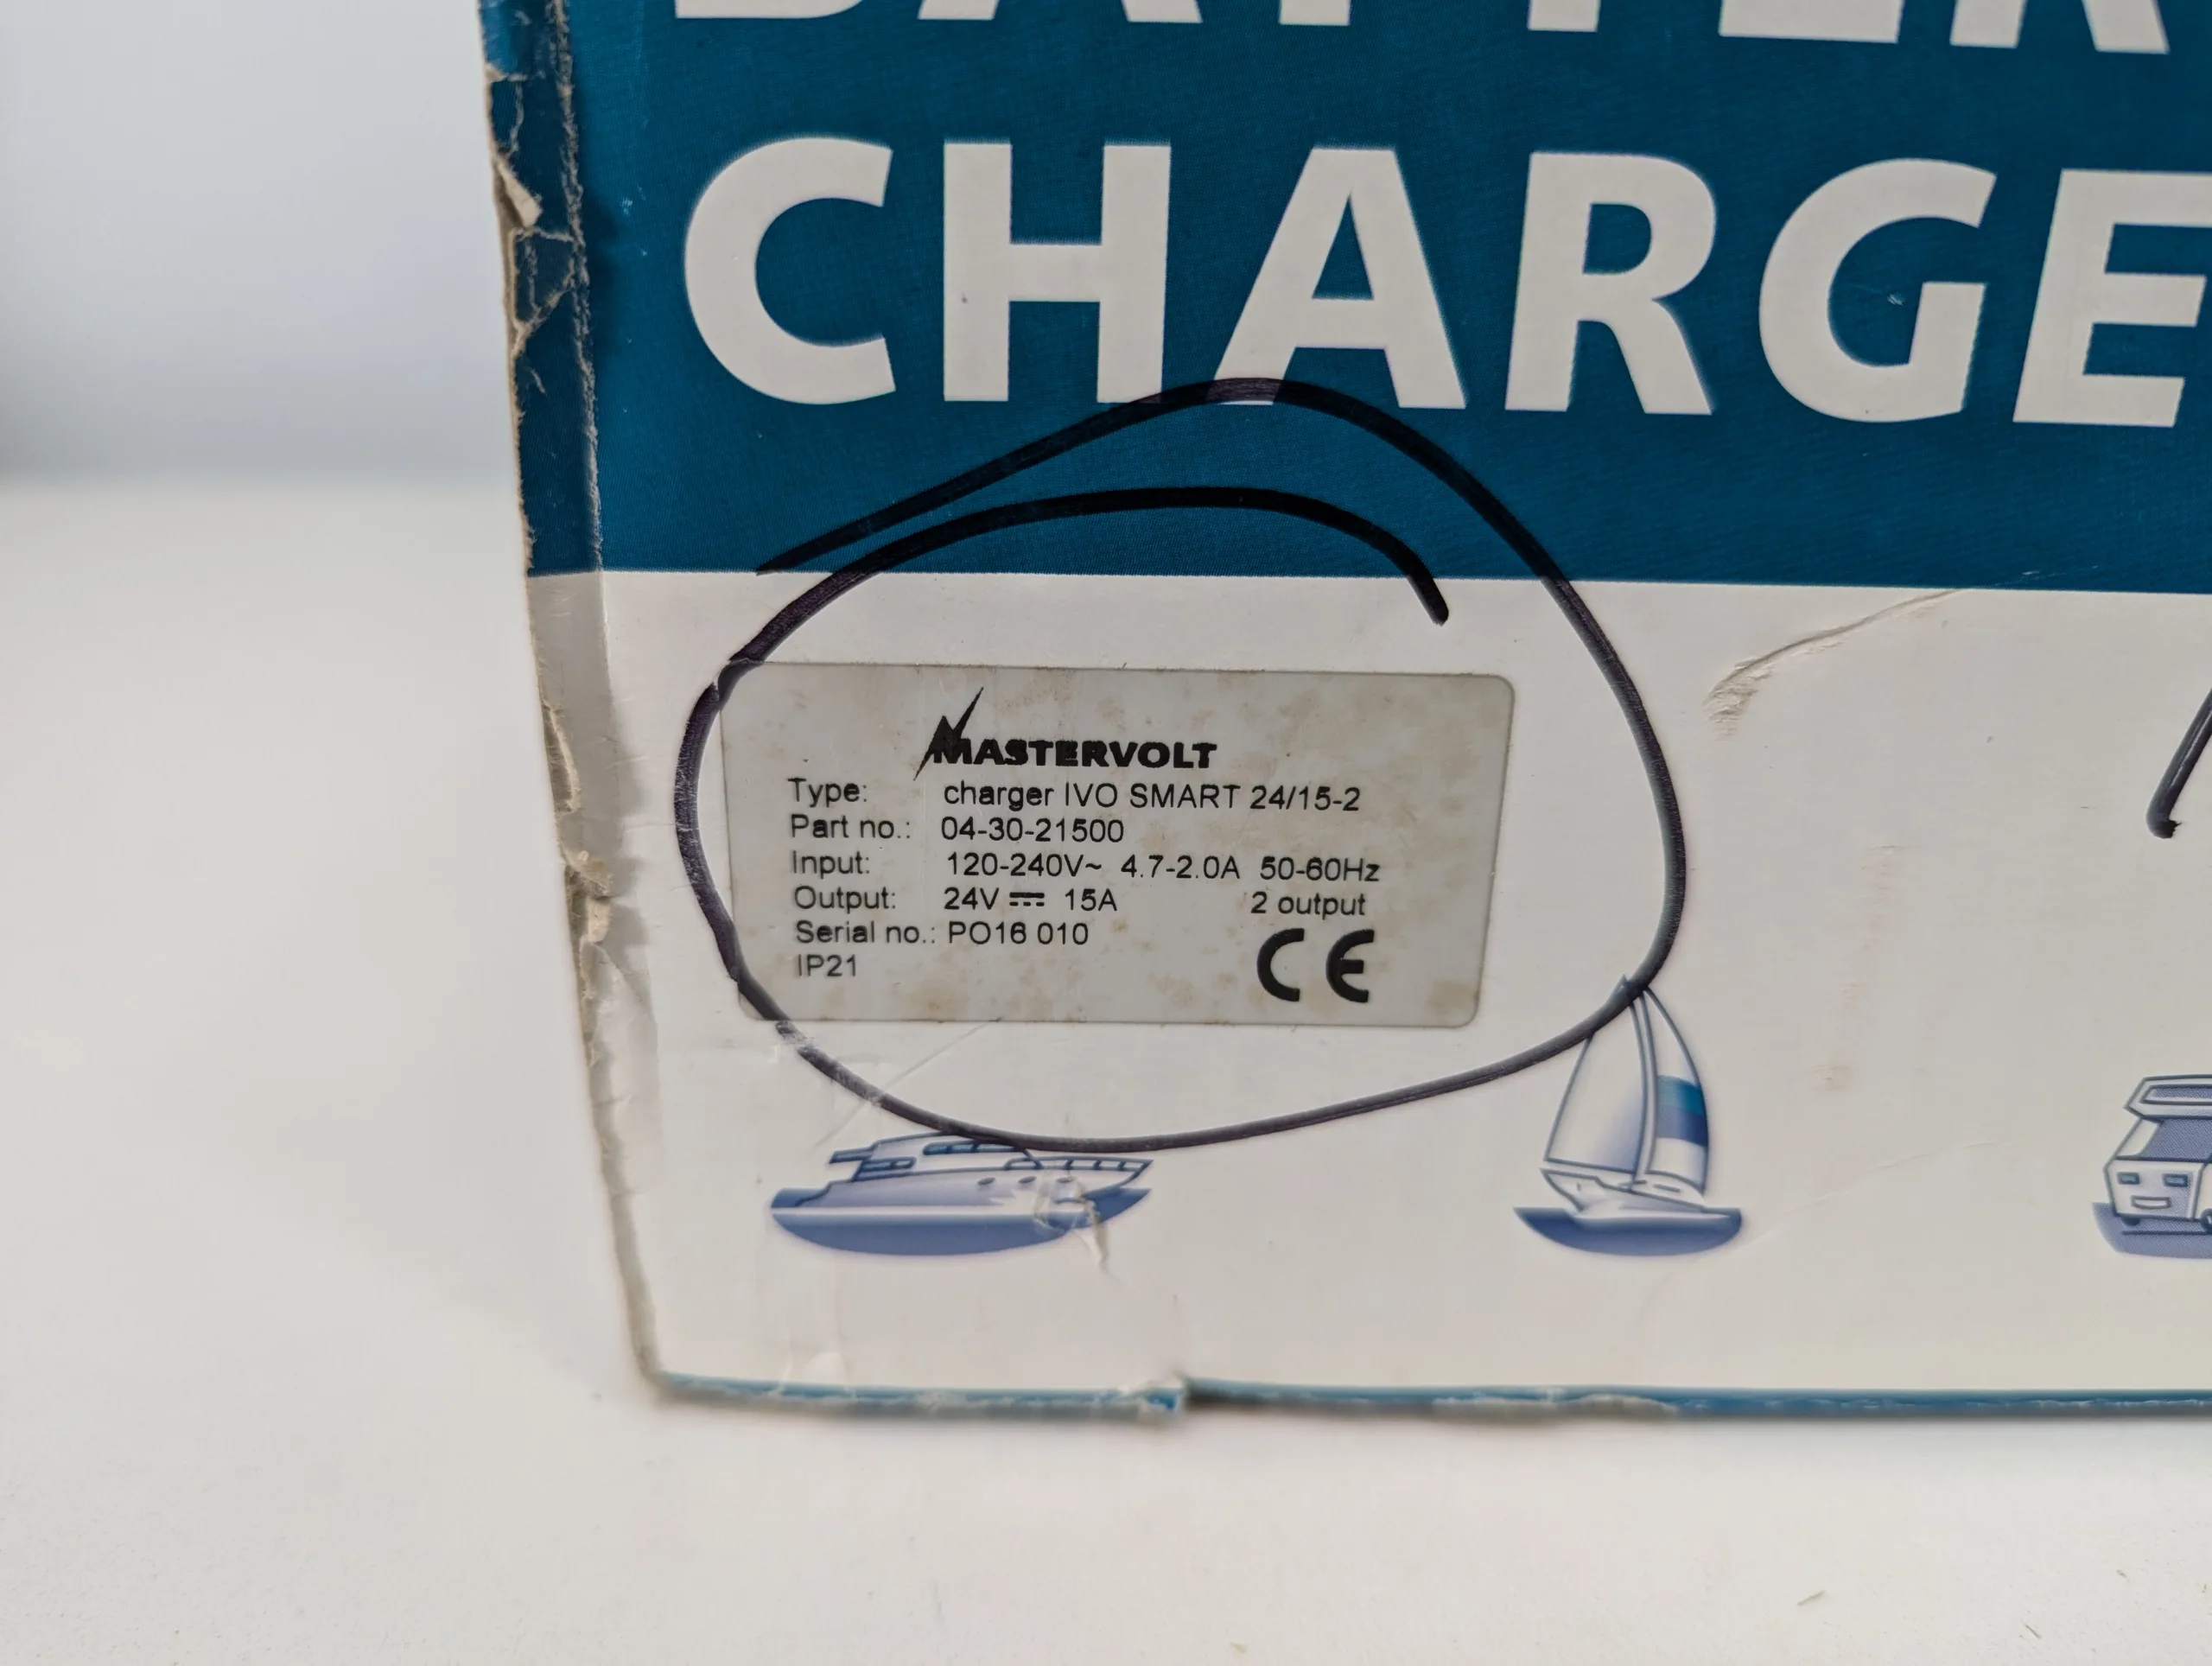 BATTER
CHARGE
MASTERVOLT
Type: charger IVO SMART 24/15-2
Part no.: 04-30-21500
Input: 120-240V~ 4.7-2.0A 50-60Hz
Output: 24V ⎓ 15A 2 output
Serial no.: PO16 010
IP21 CE